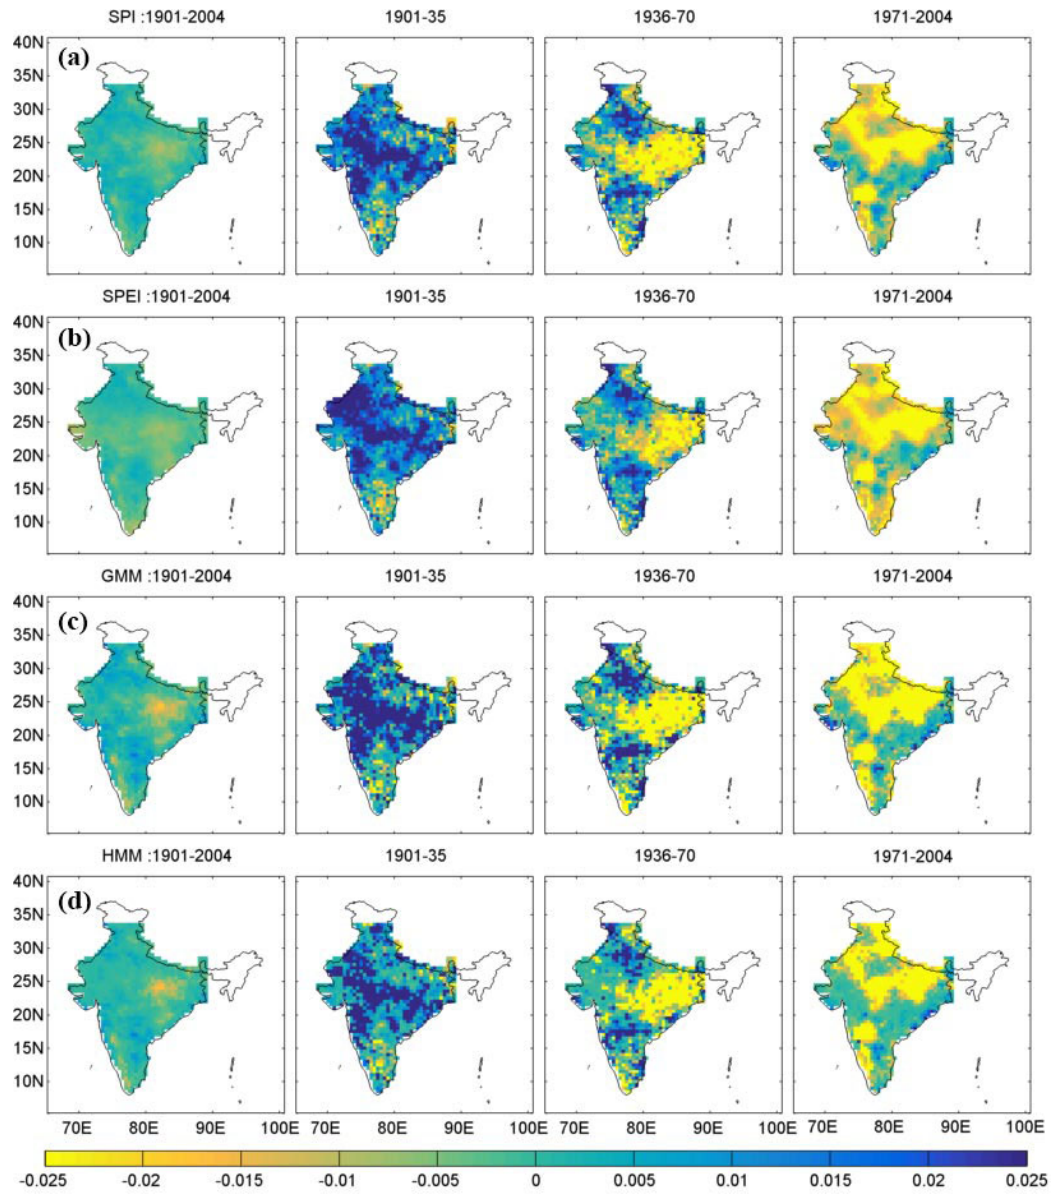 SPI :1901-2004 1901-35 1936-70 1971-2004
40N (a)
35N
30N
25N
20N
15N
10N
SPEI :1901-2004 1901-35 1936-70 1971-2004
40N (b)
35N
30N
25N
20N
15N
10N
GMM :1901-2004 1901-35 1936-70 1971-2004
40N (c)
35N
30N
25N
20N
15N
10N
HMM :1901-2004 1901-35 1936-70 1971-2004
40N (d)
35N
30N
25N
20N
15N
10N
70E 80E 90E 100E 70E 80E 90E 100E 70E 80E 90E 100E 70E 80E 90E 100E
-0.025 -0.02 -0.015 -0.01 -0.005 0 0.005 0.01 0.015 0.02 0.025